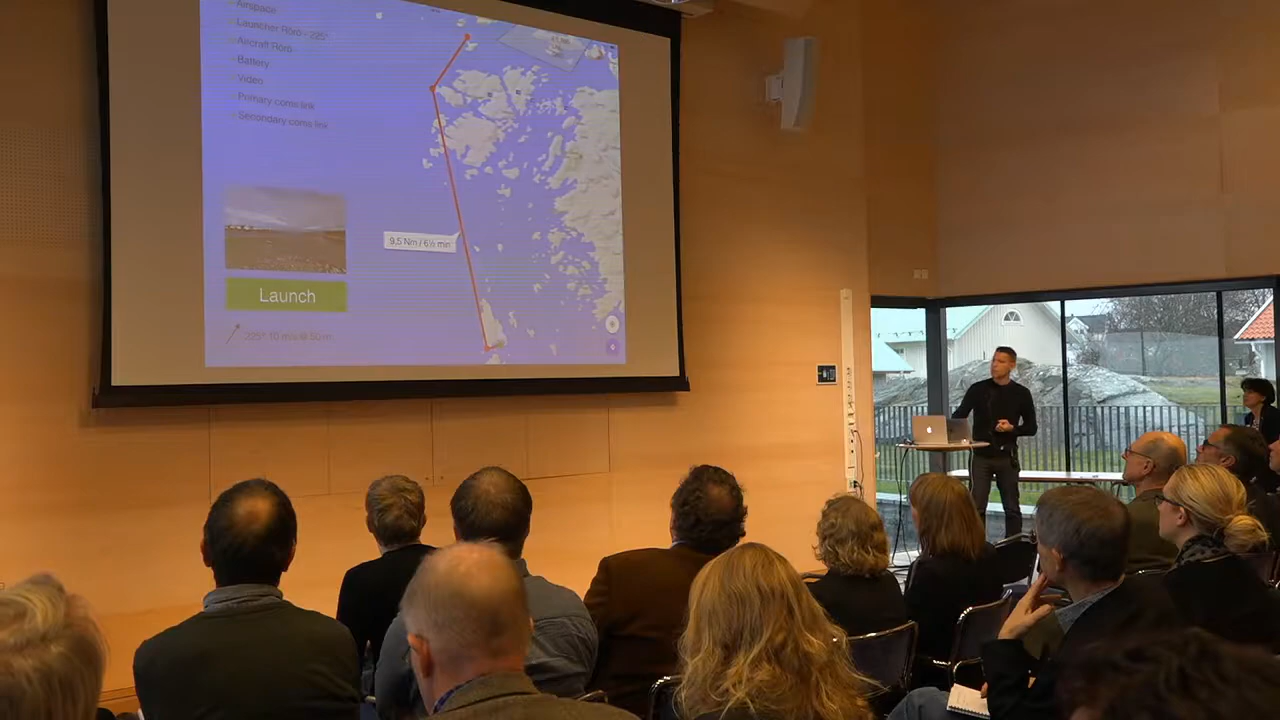 Airspace
Launcher Rörö - 225°
Aircraft Rörö
Battery
Video
Primary coms link
Secondary coms link
9,5 Nm / 6½ min
Launch
225° 10 m/s @ 50 m